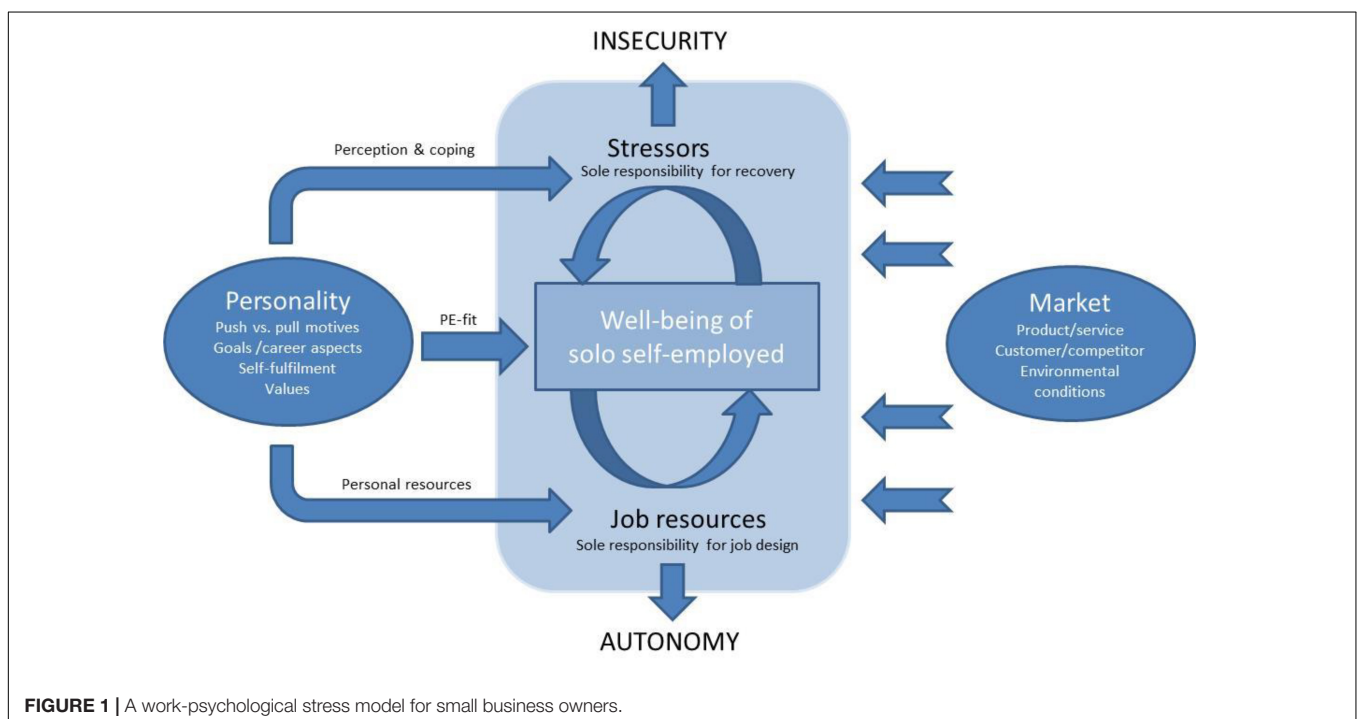 INSECURITY
Perception & coping
Stressors
Sole responsibility for recovery
Personality
Push vs. pull motives
Goals /career aspects
Self-fulfilment
Values
PE-fit
Well-being of
solo self-employed
Market
Product/service
Customer/competitor
Environmental
conditions
Personal resources
Job resources
Sole responsibility for job design
AUTONOMY
FIGURE 1 | A work-psychological stress model for small business owners.